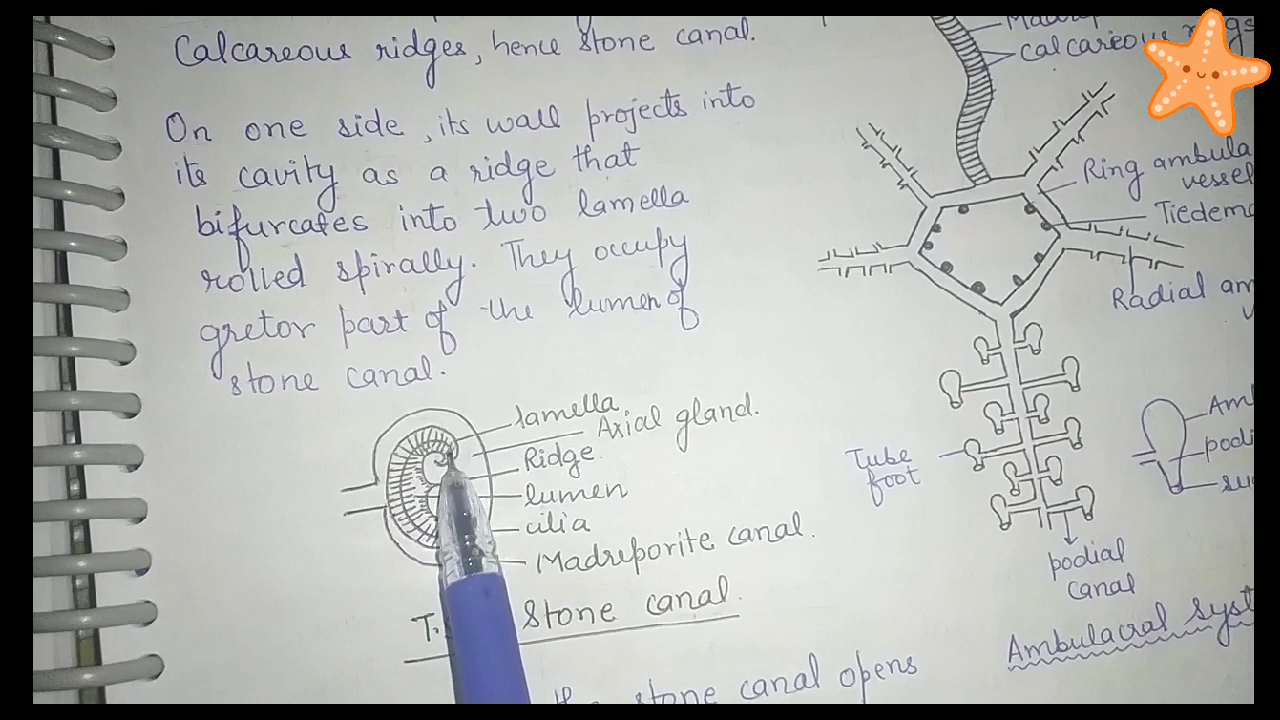 Calcareous ridges, hence Stone canal.
On one side, its wall projects into
its cavity as a ridge that
bifurcates into two lamella
rolled spirally. They occupy
gretor part of the lumen of
stone canal.
lamella
Axial gland.
Ridge
lumen
cilia
Madreporite canal.
Stone canal.
stone canal opens
calcareous
Ring ambula
vessel
Tiedem
Radial am
Tube
foot
podial
canal
Am
podi
su
Ambulacral syst